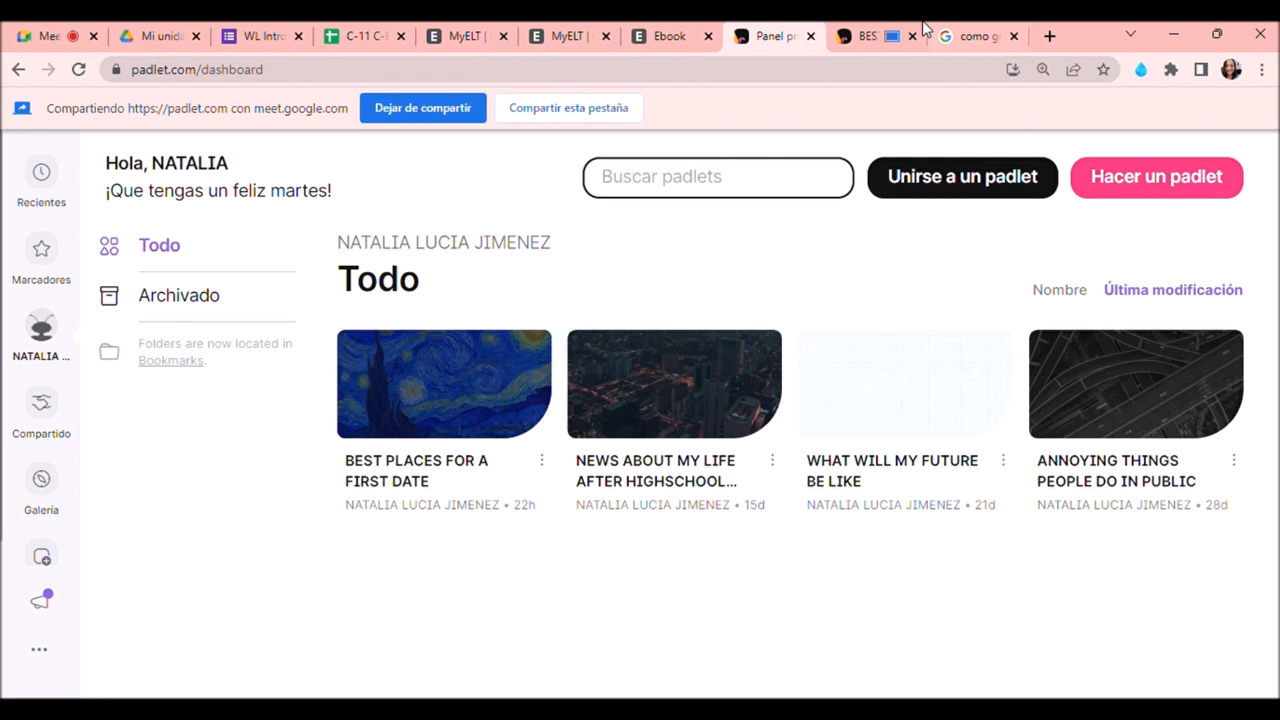 Mee
Mi unida
WL Intro
C-11 C-E
MyELT |
MyELT |
Ebook
Panel pr
BES
como g
padlet.com/dashboard
Compartiendo https://padlet.com con meet.google.com
Dejar de compartir
Compartir esta pestaña
Hola, NATALIA
¡Que tengas un feliz martes!
Buscar padlets
Unirse a un padlet
Hacer un padlet
Recientes
Marcadores
NATALIA ...
Compartido
Galería
Todo
Archivado
Folders are now located in
Bookmarks.
NATALIA LUCIA JIMENEZ
Todo
Nombre
Última modificación
BEST PLACES FOR A
FIRST DATE
NATALIA LUCIA JIMENEZ • 22h
NEWS ABOUT MY LIFE
AFTER HIGHSCHOOL...
NATALIA LUCIA JIMENEZ • 15d
WHAT WILL MY FUTURE
BE LIKE
NATALIA LUCIA JIMENEZ • 21d
ANNOYING THINGS
PEOPLE DO IN PUBLIC
NATALIA LUCIA JIMENEZ • 28d